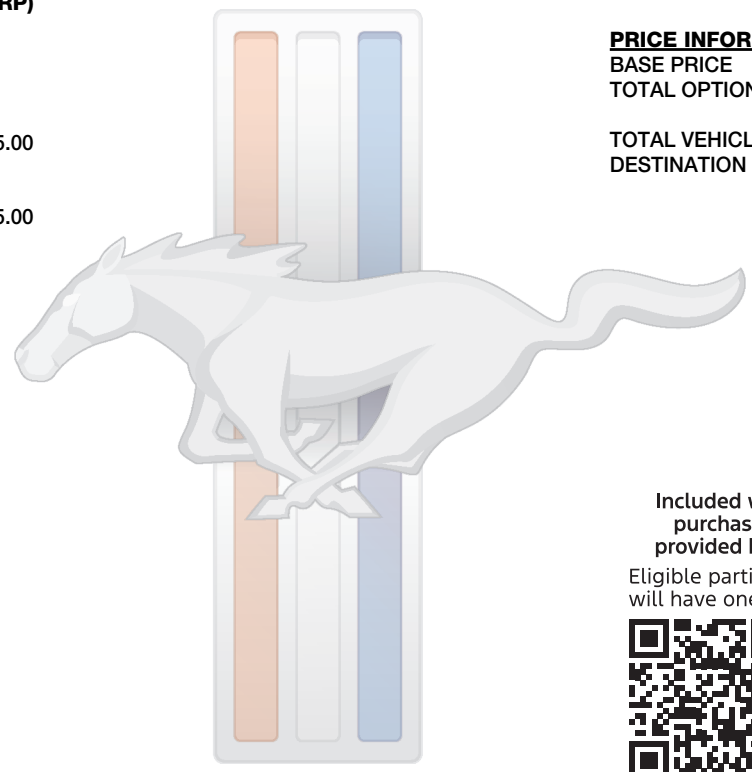 RP)
5.00
5.00
PRICE INFOR
BASE PRICE
TOTAL OPTION
TOTAL VEHICL
DESTINATION
Included w
purchas
provided b
Eligible parti
will have one